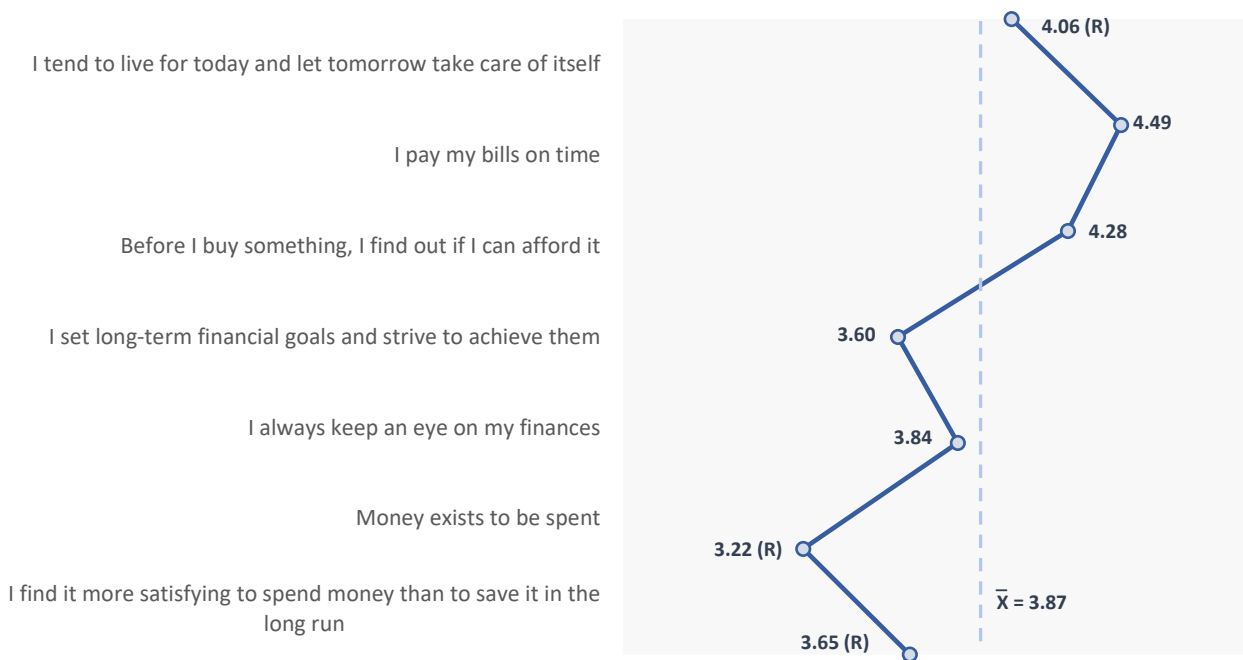 4.06 (R)
I tend to live for today and let tomorrow take care of itself
4.49
I pay my bills on time
4.28
Before I buy something, I find out if I can afford it
I set long-term financial goals and strive to achieve them
3.60
I always keep an eye on my finances
3.84
Money exists to be spent
3.22 (R)
I find it more satisfying to spend money than to save it in the
long run
X̅ = 3.87
3.65 (R)